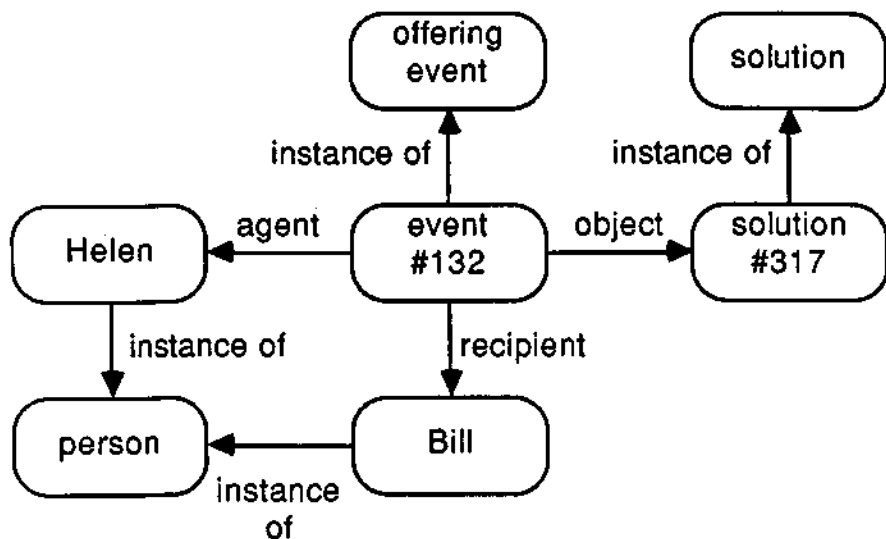 offering
event
solution
instance of
instance of
Helen
agent
event
#132
object
solution
#317
instance of
recipient
person
Bill
instance
of